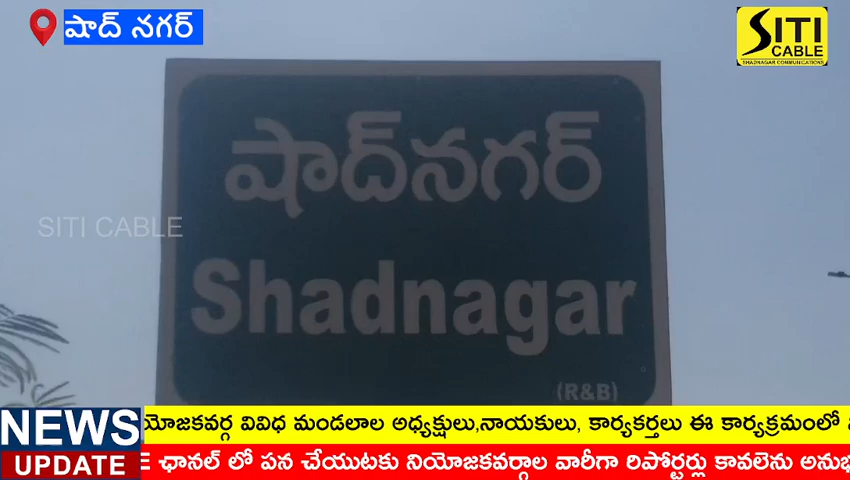 షాద్ నగర్
SITI
CABLE
SHADNAGAR COMMUNICATIONS
షాద్‌నగర్
SITI CABLE
Shadnagar
(R&B)
NEWS
UPDATE
యోజకవర్గ వివిధ మండలాల అధ్యక్షులు,నాయకులు, కార్యకర్తలు ఈ కార్యక్రమంలో
E ఛానల్ లో పన చేయుటకు నియోజకవర్గాల వారీగా రిపోర్టర్లు కావలెను